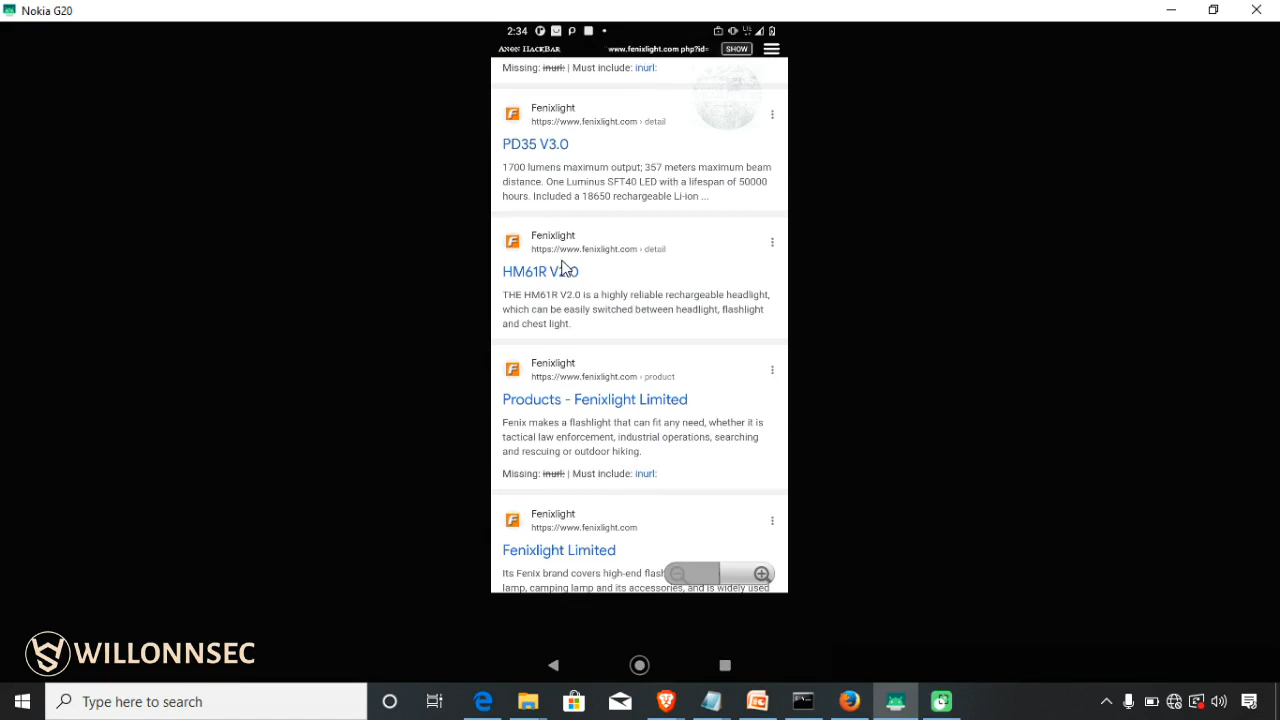 Nokia G20
2:34
ANON HACKBAR
www.fenixlight.com php?id=
SHOW
Missing: inurl: | Must include: inurl:
Fenixlight
https://www.fenixlight.com › detail
PD35 V3.0
1700 lumens maximum output; 357 meters maximum beam
distance. One Luminus SFT40 LED with a lifespan of 50000
hours. Included a 18650 rechargeable Li-ion ...
Fenixlight
https://www.fenixlight.com › detail
HM61R V2.0
THE HM61R V2.0 is a highly reliable rechargeable headlight,
which can be easily switched between headlight, flashlight
and chest light.
Fenixlight
https://www.fenixlight.com › product
Products - Fenixlight Limited
Fenix makes a flashlight that can fit any need, whether it is
tactical law enforcement, industrial operations, searching
and rescuing or outdoor hiking.
Missing: inurl: | Must include: inurl:
Fenixlight
https://www.fenixlight.com
Fenixlight Limited
Its Fenix brand covers high-end
lamp, camping lamp and its accessories, and is widely used
WILLONNSEC
Type here to search